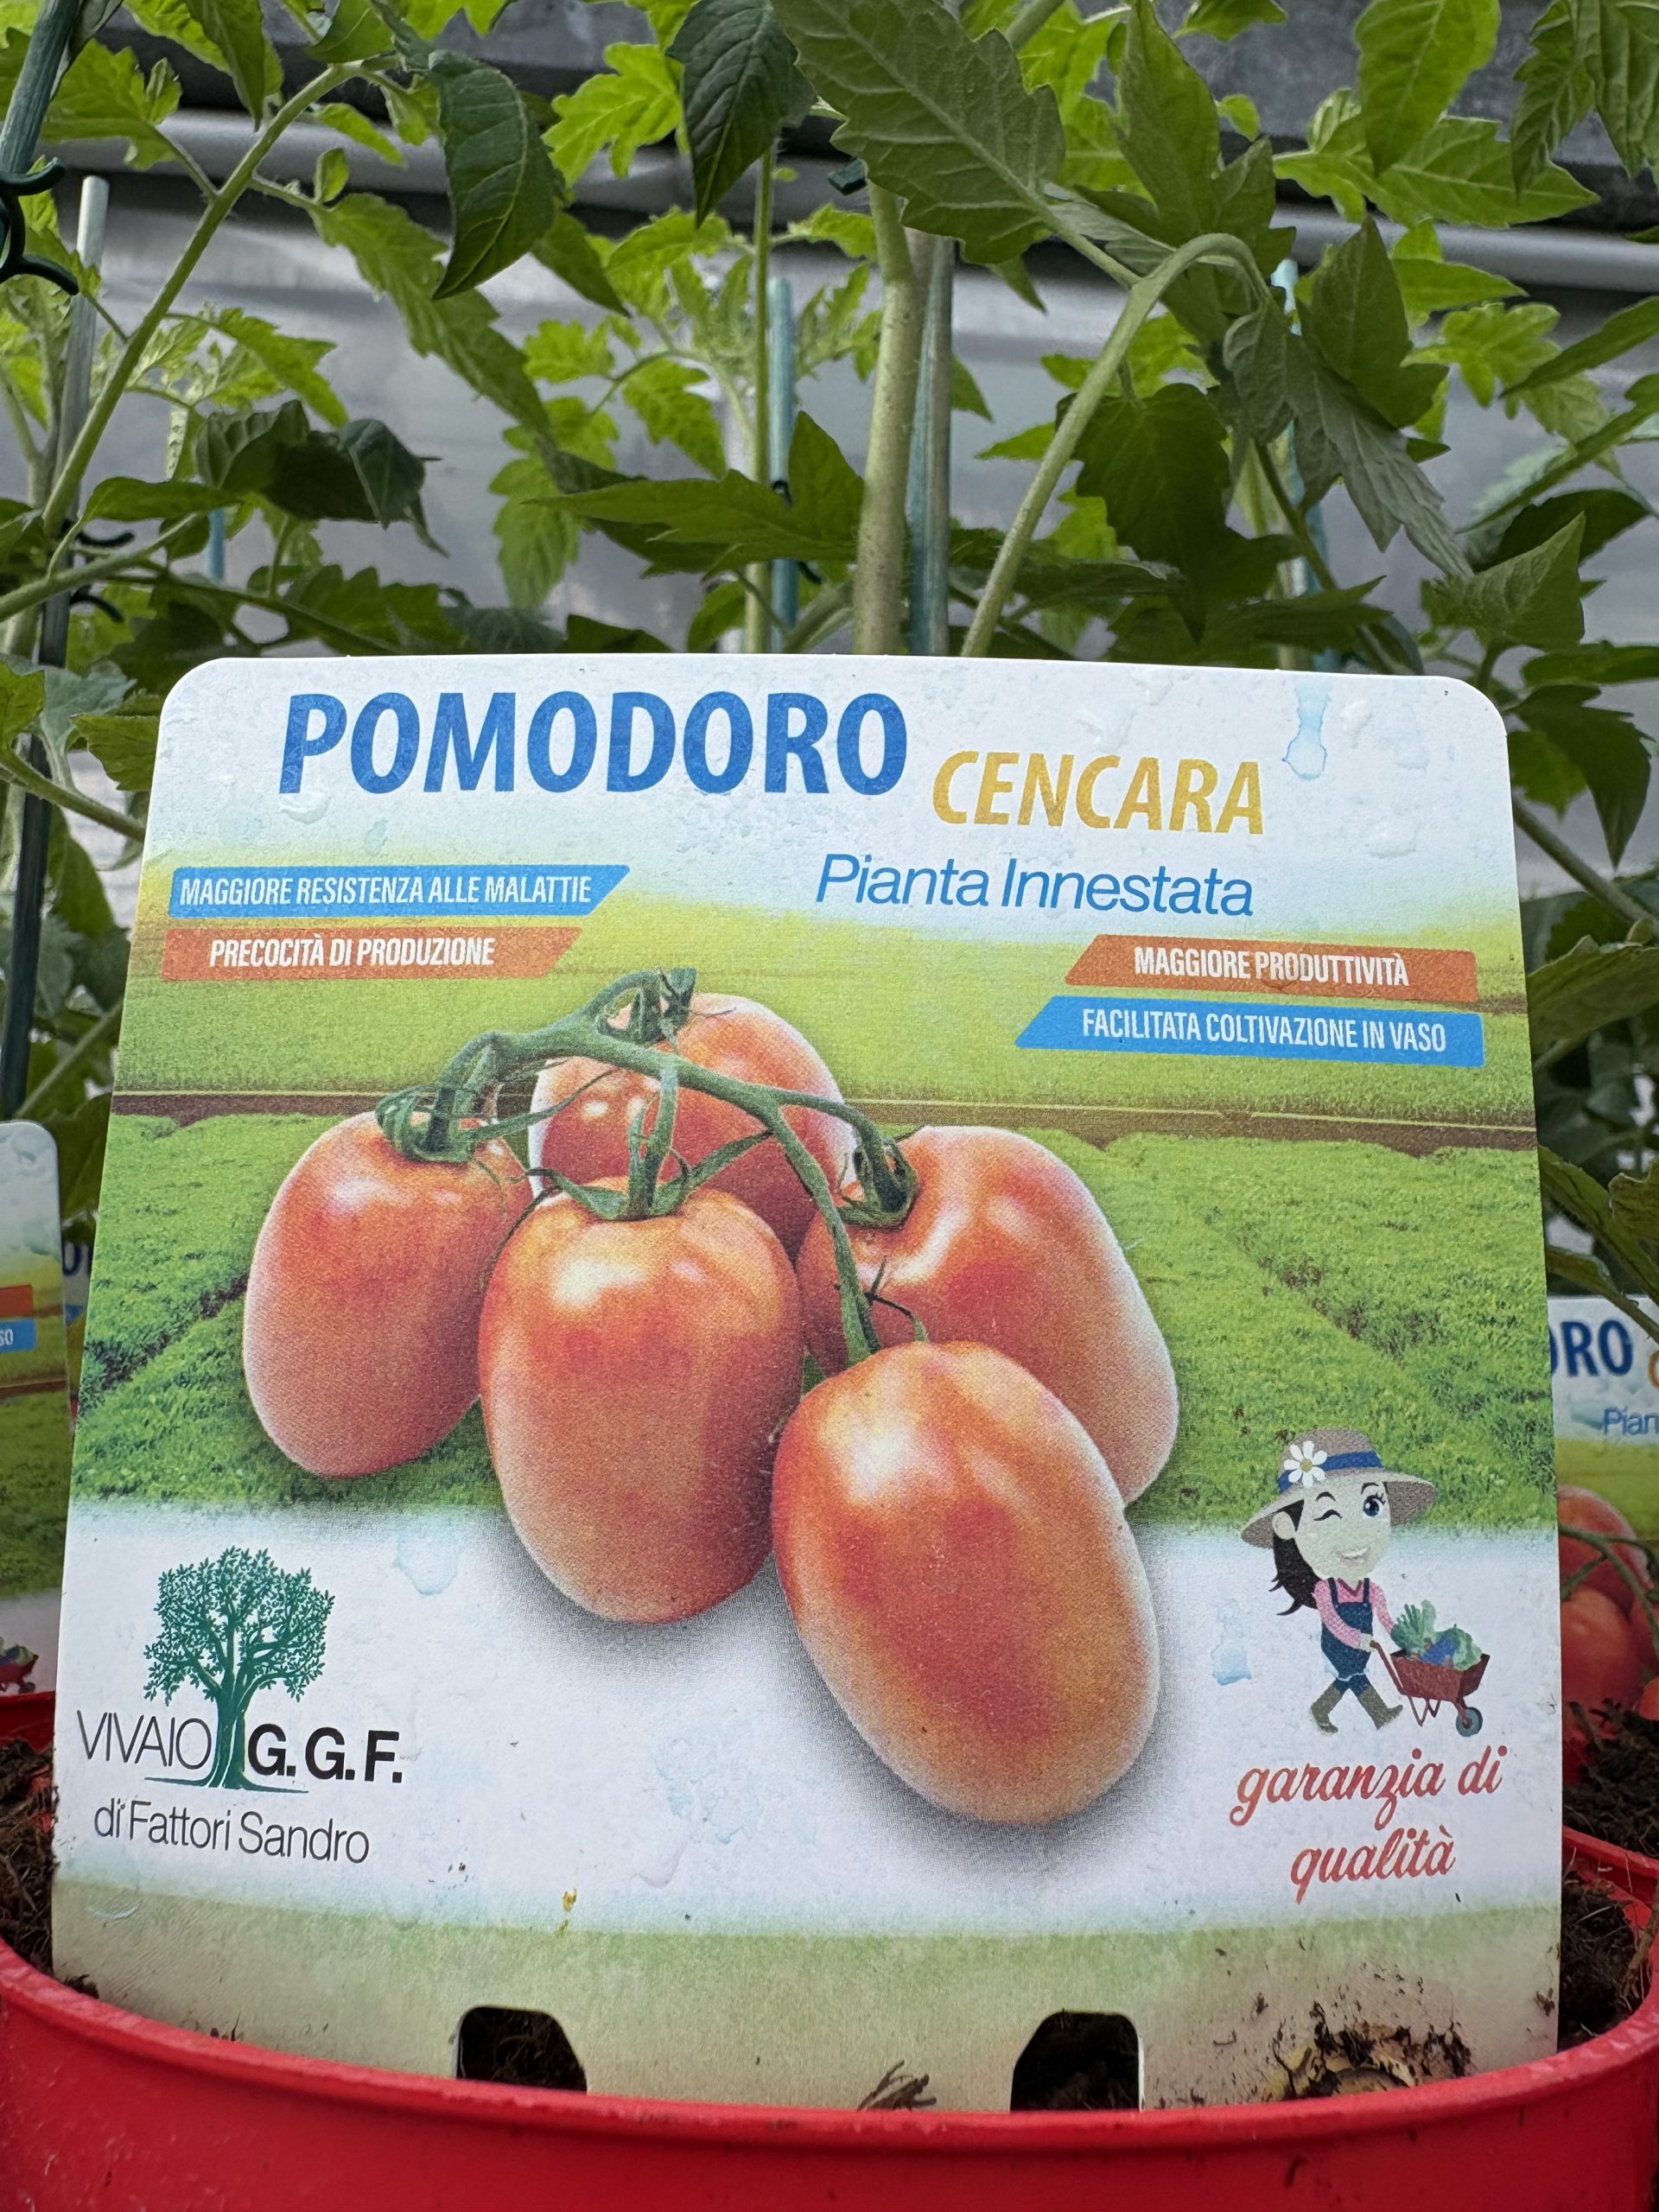 POMODORO CENCARA
Pianta Innestata
MAGGIORE RESISTENZA ALLE MALATTIE
PRECOCITÀ DI PRODUZIONE
MAGGIORE PRODUTTIVITÀ
FACILITATA COLTIVAZIONE IN VASO
VIVAIO G.G.F.
di Fattori Sandro
garanzia di
qualità